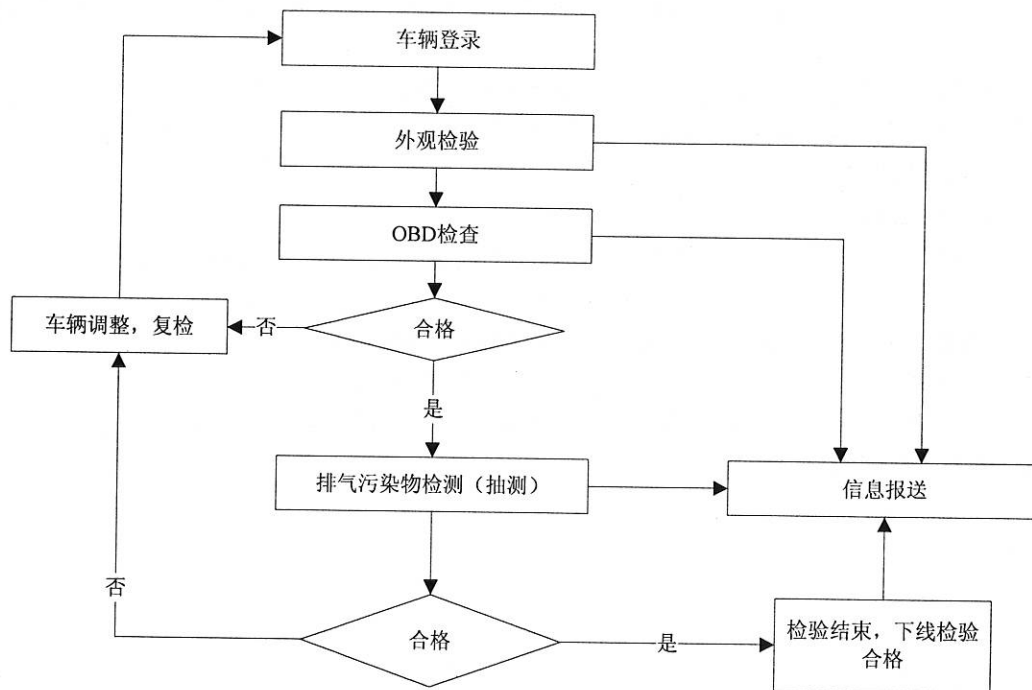 车辆登录
外观检验
OBD检查
车辆调整，复检
否
合格
是
排气污染物检测（抽测）
信息报送
否
合格
是
检验结束，下线检验
合格